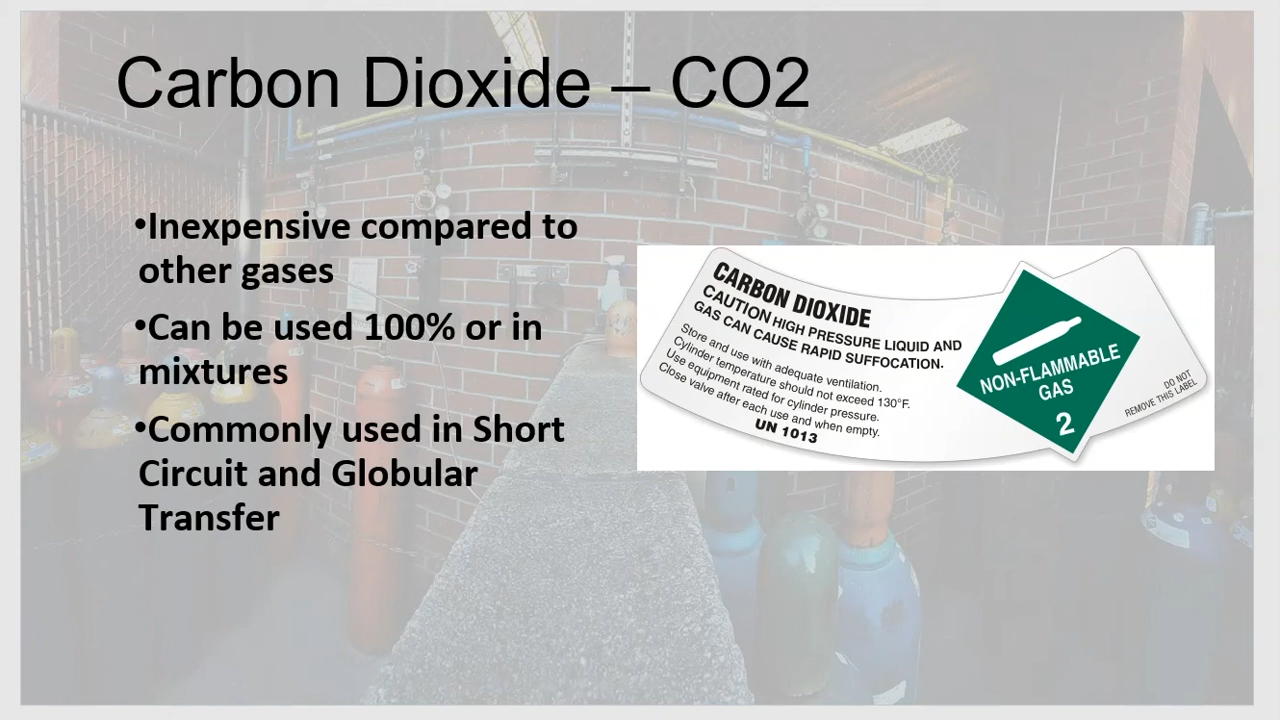 Carbon Dioxide – CO2
•Inexpensive compared to
other gases
•Can be used 100% or in
mixtures
•Commonly used in Short
Circuit and Globular
Transfer
CARBON DIOXIDE
CAUTION HIGH PRESSURE LIQUID AND
GAS CAN CAUSE RAPID SUFFOCATION.
Store and use with adequate ventilation.
Cylinder temperature should not exceed 130°F.
Use equipment rated for cylinder pressure.
Close valve after each use and when empty.
UN 1013
NON-FLAMMABLE
GAS
2
DO NOT
REMOVE THIS LABEL